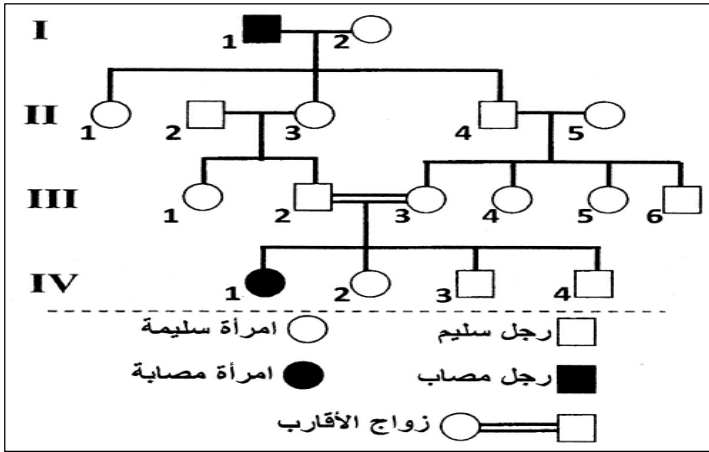 I
1 2
II
1 2 3 4 5
III
1 2 3 4 5 6
IV
1 2 3 4
امرأة سليمة رجل سليم
امرأة مصابة رجل مصاب
زواج الأقارب